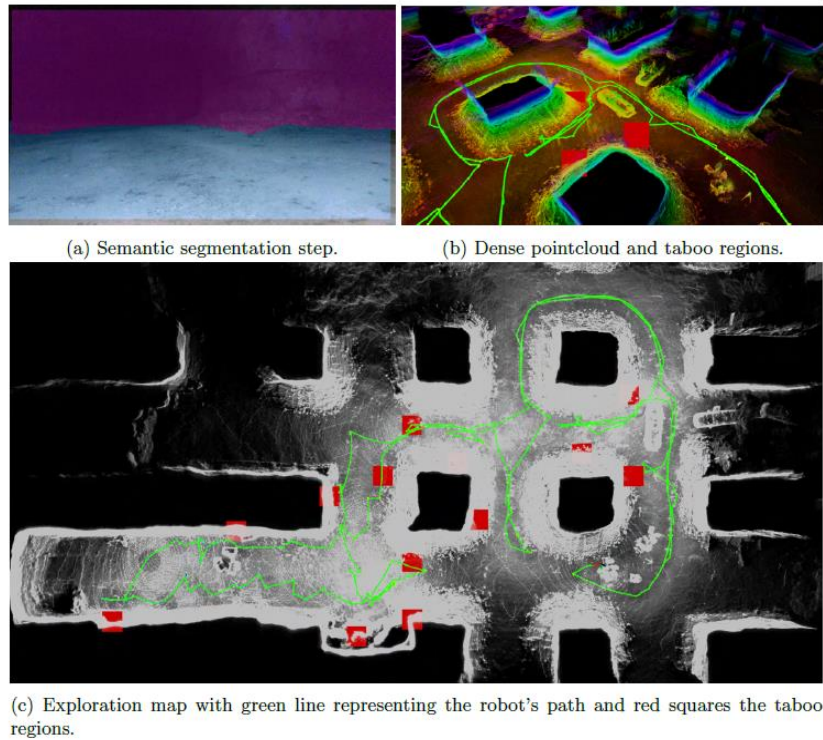 (a) Semantic segmentation step.
(b) Dense pointcloud and taboo regions.
(c) Exploration map with green line representing the robot's path and red squares the taboo
regions.